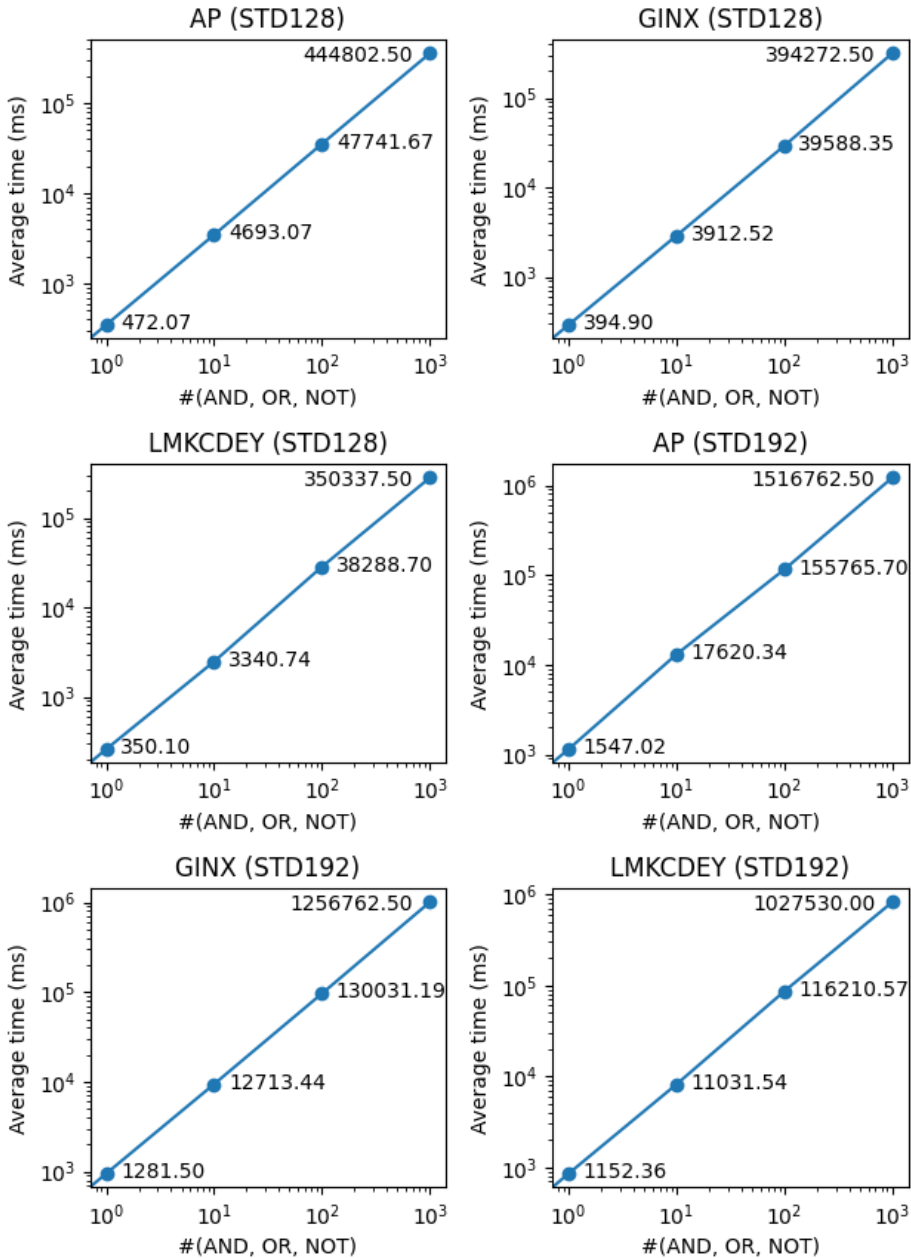 AP (STD128)
Average time (ms)
10^5
10^4
10^3
444802.50
47741.67
4693.07
472.07
10^0 10^1 10^2 10^3
#(AND, OR, NOT)
GINX (STD128)
Average time (ms)
10^5
10^4
10^3
394272.50
39588.35
3912.52
394.90
10^0 10^1 10^2 10^3
#(AND, OR, NOT)
LMKCDEY (STD128)
Average time (ms)
10^5
10^4
10^3
350337.50
38288.70
3340.74
350.10
10^0 10^1 10^2 10^3
#(AND, OR, NOT)
AP (STD192)
Average time (ms)
10^6
10^5
10^4
10^3
1516762.50
155765.70
17620.34
1547.02
10^0 10^1 10^2 10^3
#(AND, OR, NOT)
GINX (STD192)
Average time (ms)
10^6
10^5
10^4
10^3
1256762.50
130031.19
12713.44
1281.50
10^0 10^1 10^2 10^3
#(AND, OR, NOT)
LMKCDEY (STD192)
Average time (ms)
10^6
10^5
10^4
10^3
1027530.00
116210.57
11031.54
1152.36
10^0 10^1 10^2 10^3
#(AND, OR, NOT)